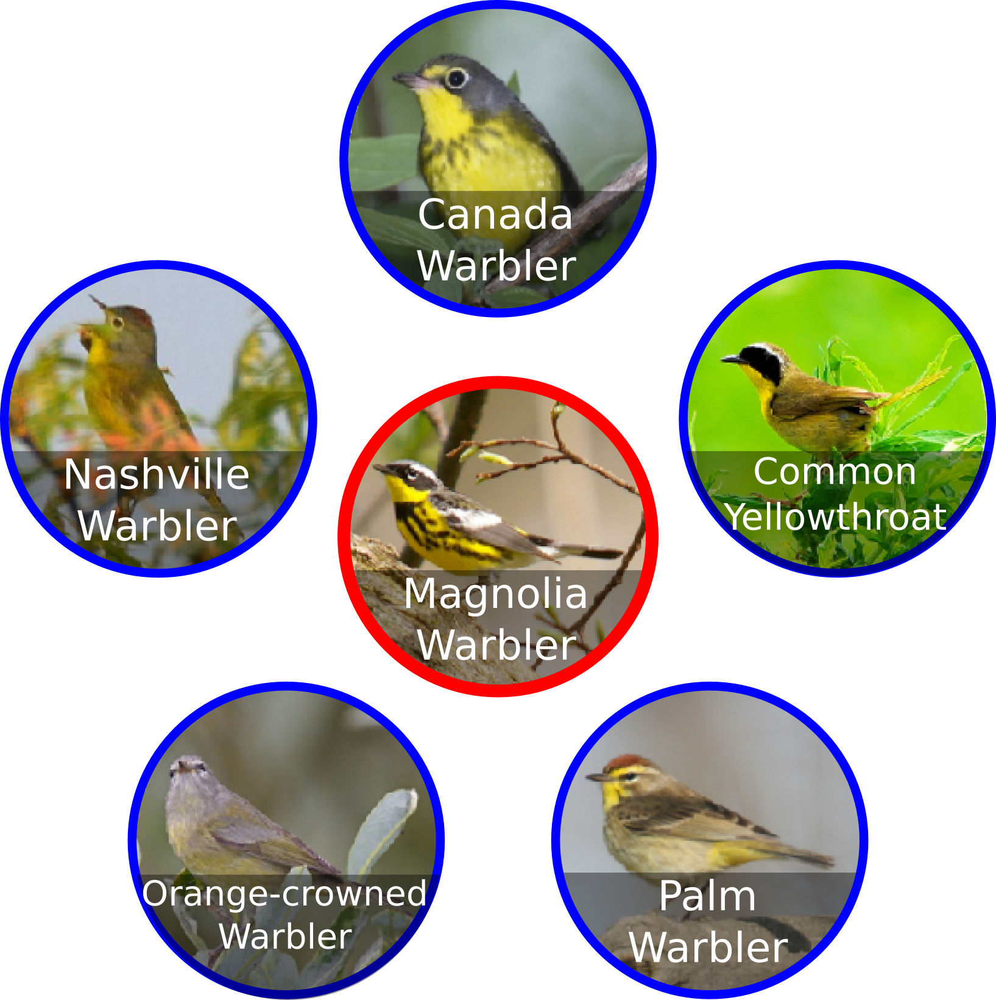 Canada
Warbler
Nashville
Warbler
Common
Yellowthroat
Magnolia
Warbler
Orange-crowned
Warbler
Palm
Warbler